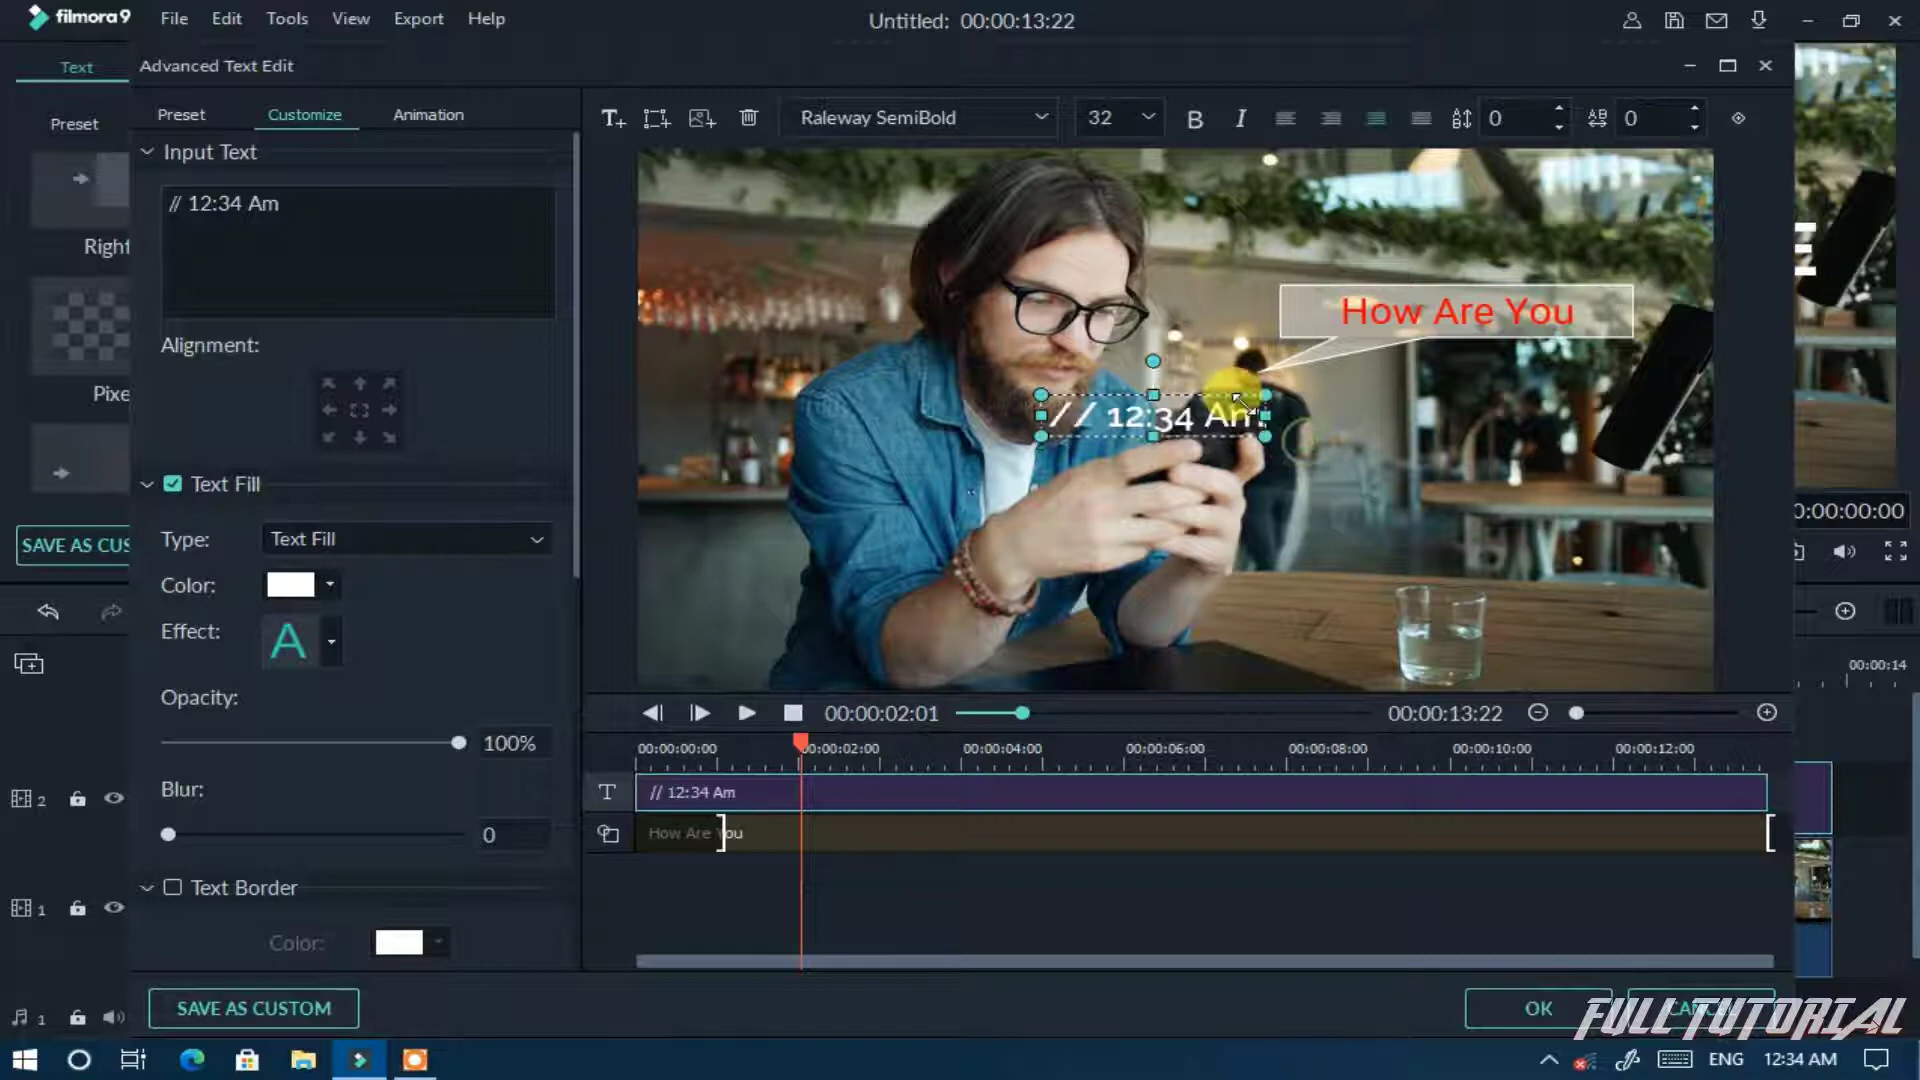 filmora9 File Edit Tools View Export Help Untitled: 00:00:13:22
Text Advanced Text Edit
Preset Preset Customize Animation
Raleway SemiBold 32 B I 0 AB 0
Input Text
// 12:34 Am
Right
Alignment:
How Are You
// 12:34 Am
Pixe
Text Fill
Type: Text Fill
SAVE AS CUS
Color:
Effect: A
Opacity:
100%
Blur:
0
00:00:02:01 00:00:13:22
0:00:00:00
00:00:14
00:00:00:00 00:00:02:00 00:00:04:00 00:00:06:00 00:00:08:00 00:00:10:00 00:00:12:00
T // 12:34 Am
How Are You
2
Text Border
1
Color:
SAVE AS CUSTOM OK CANCEL
1
FULL TUTORIAL
ENG 12:34 AM